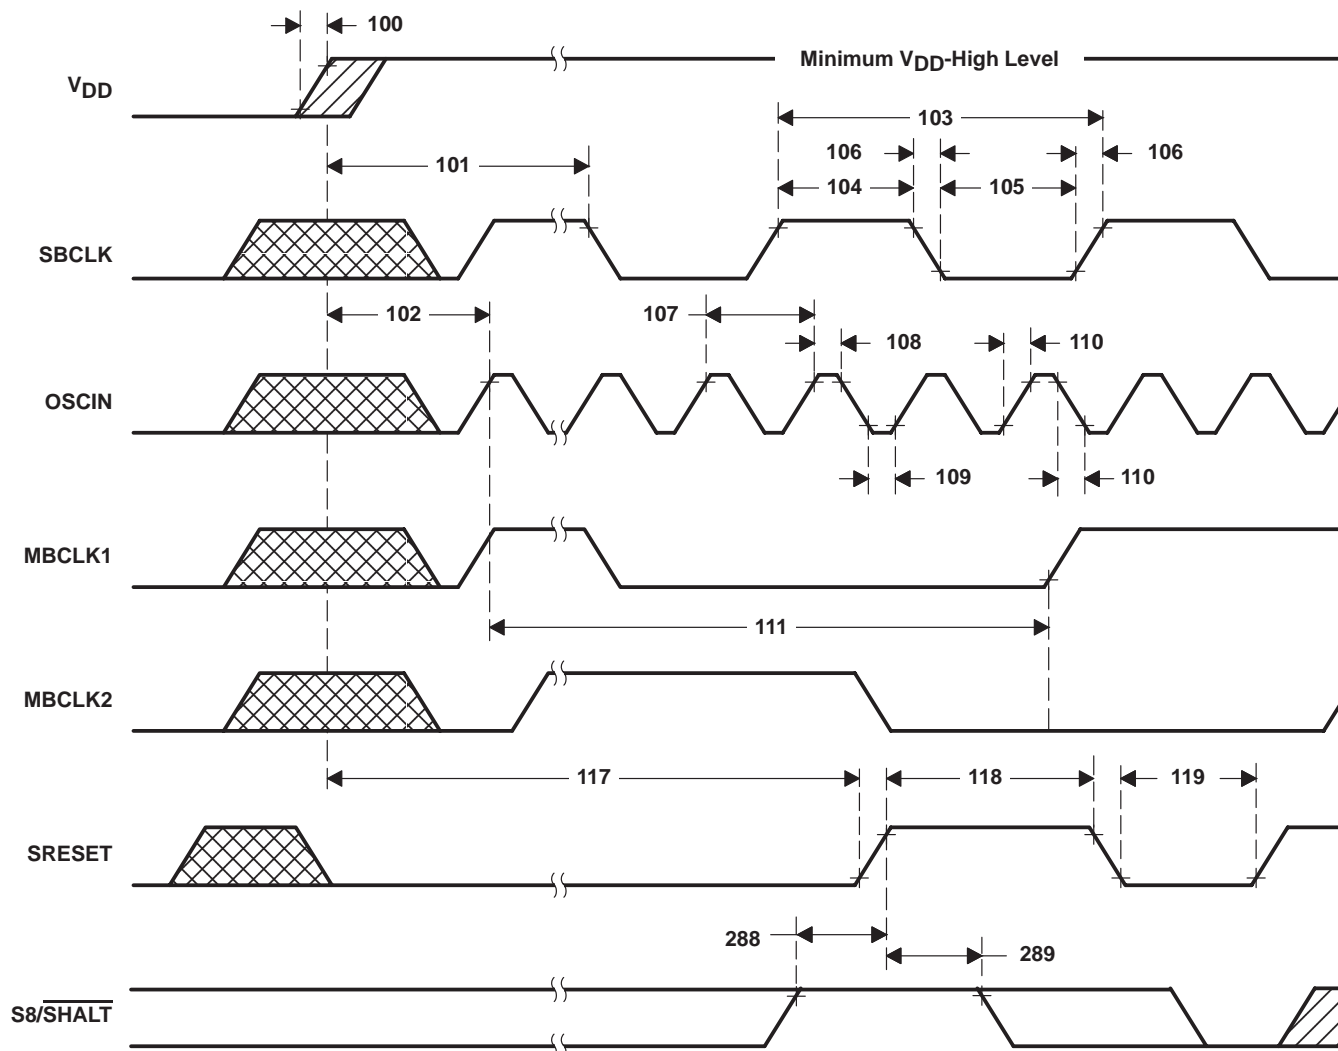 100
Minimum VDD-High Level
VDD
103
101
106
106
104
105
SBCLK
102
107
108
110
OSCIN
109
110
MBCLK1
111
MBCLK2
117
118
119
SRESET
288
289
S8/SHALT